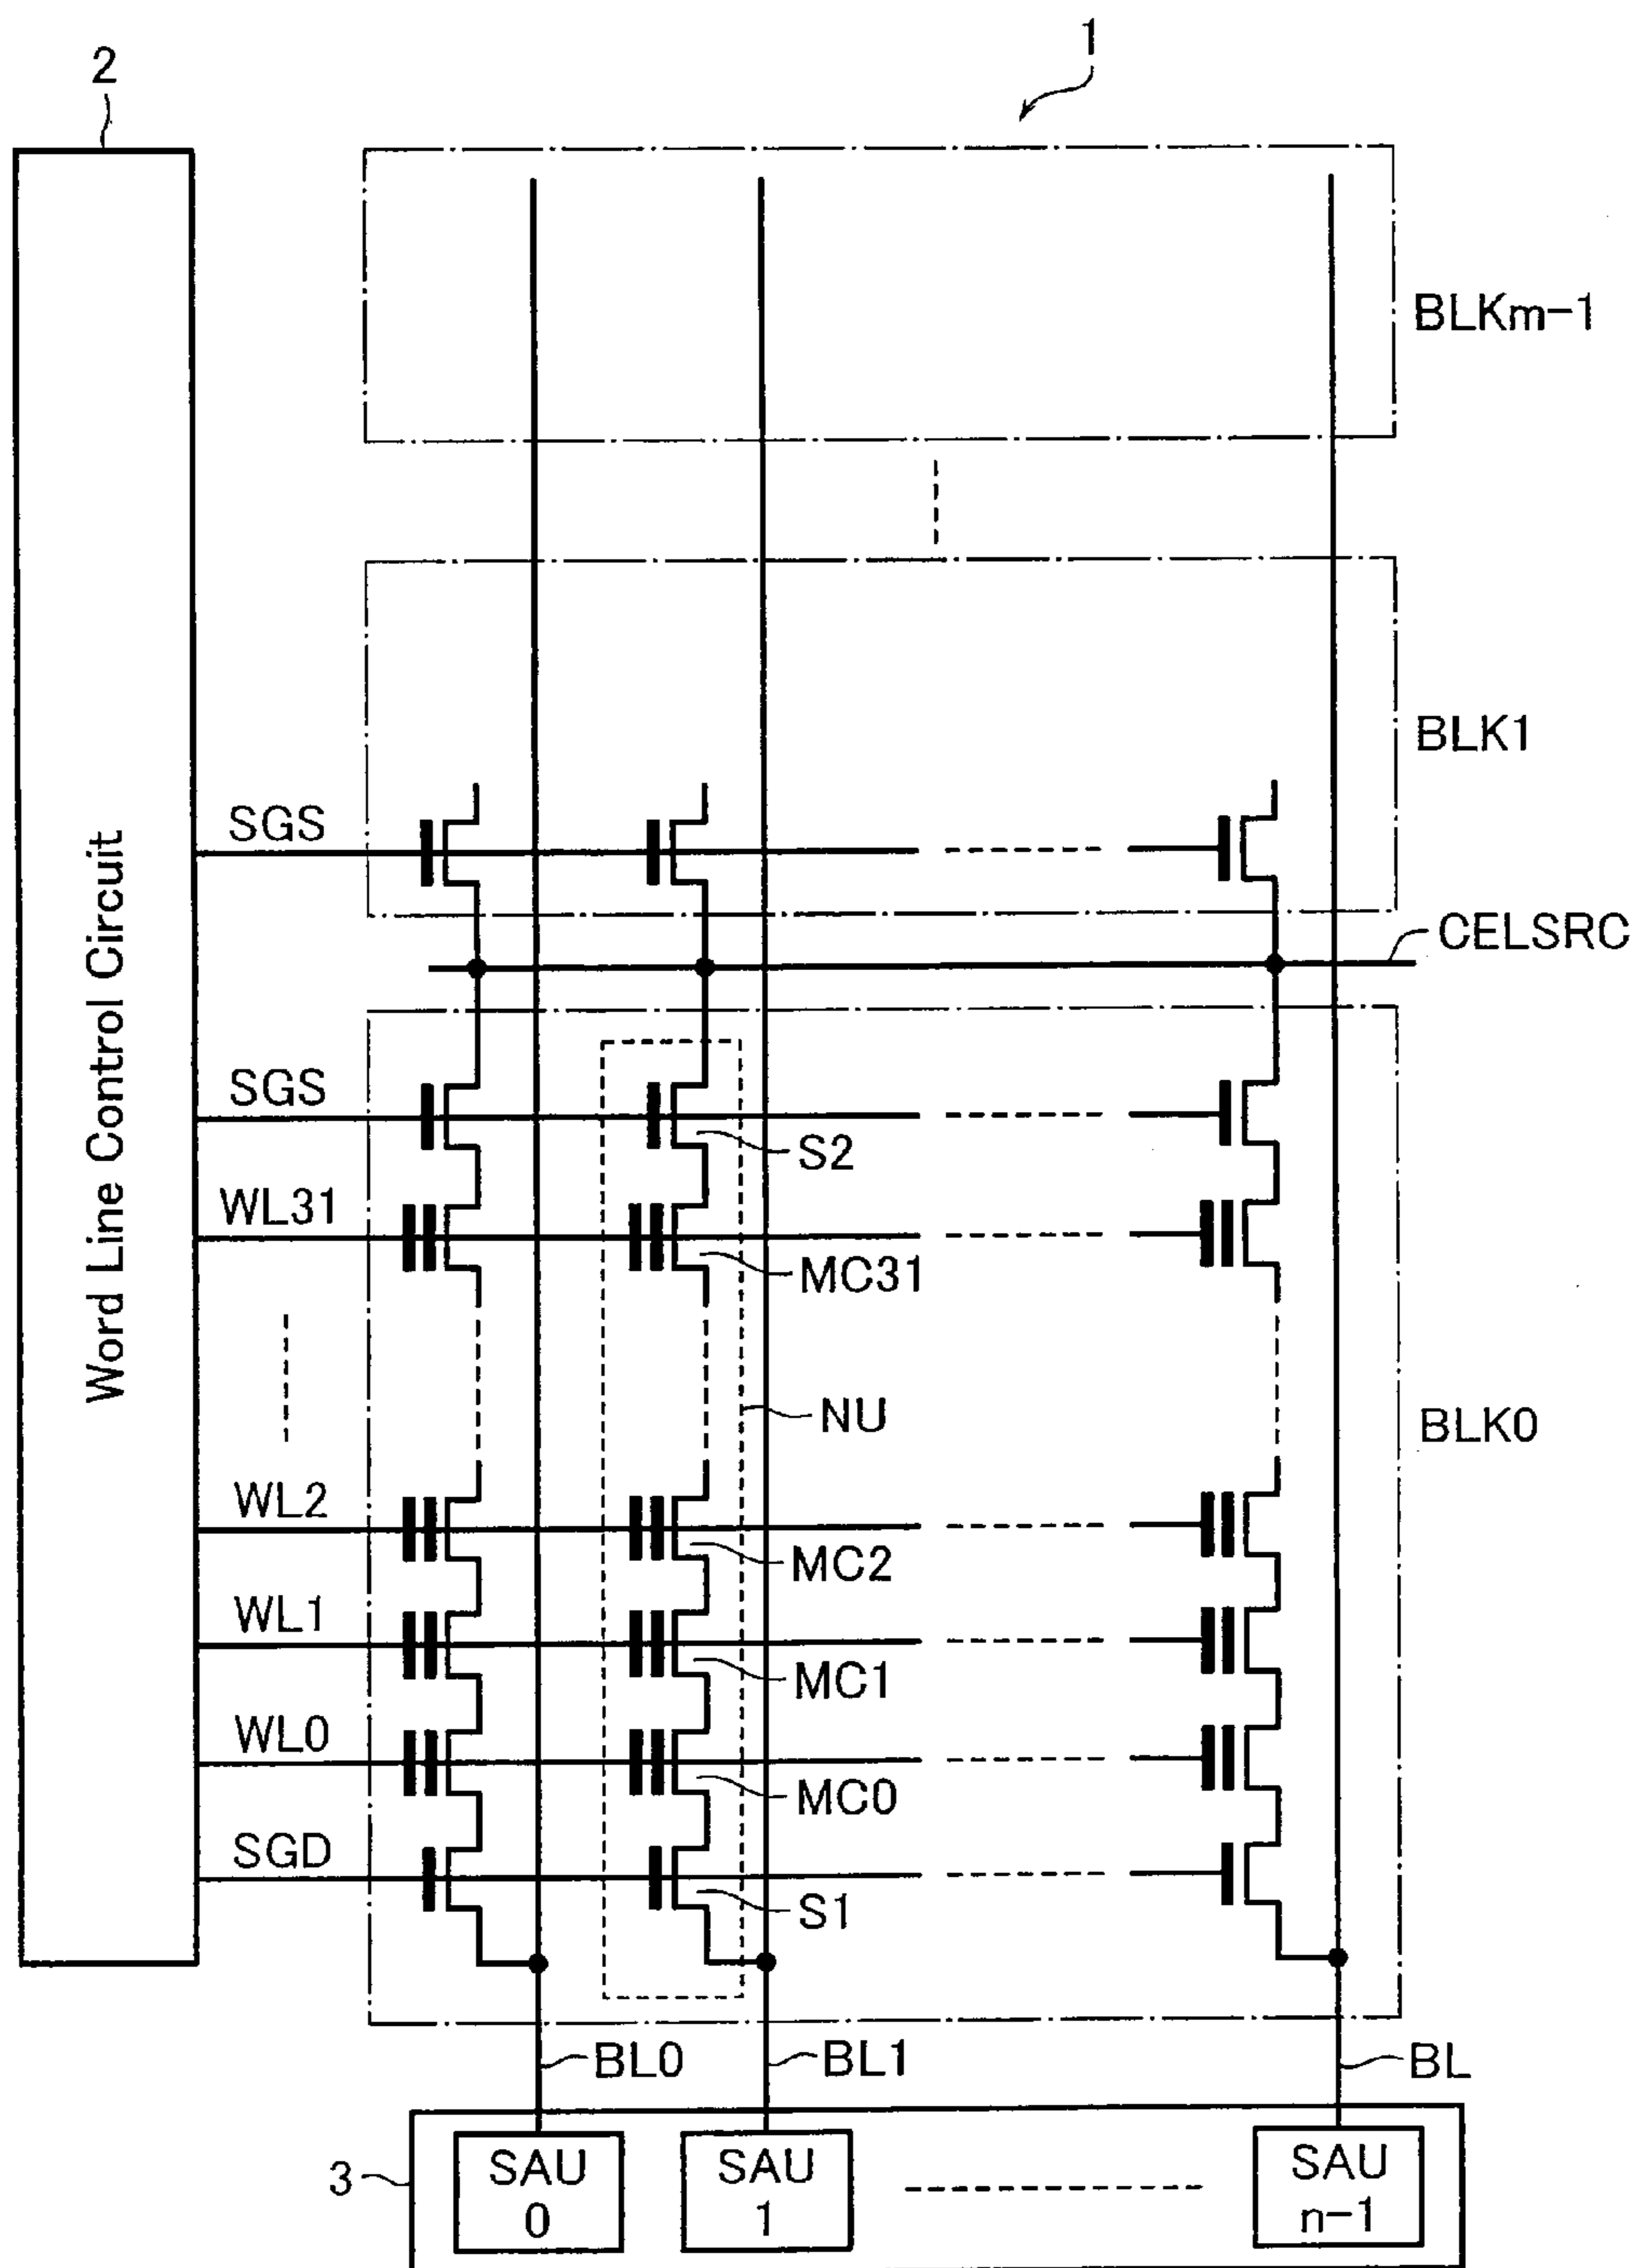 1
2
BLKm-1
BLK1
SGS
Word Line Control Circuit
CELSRC
SGS
S2
WL31
MC31
NU
BLK0
WL2
MC2
WL1
MC1
WL0
MC0
SGD
S1
BL0
BL1
BL
3
SAU
0
SAU
1
SAU
n-1